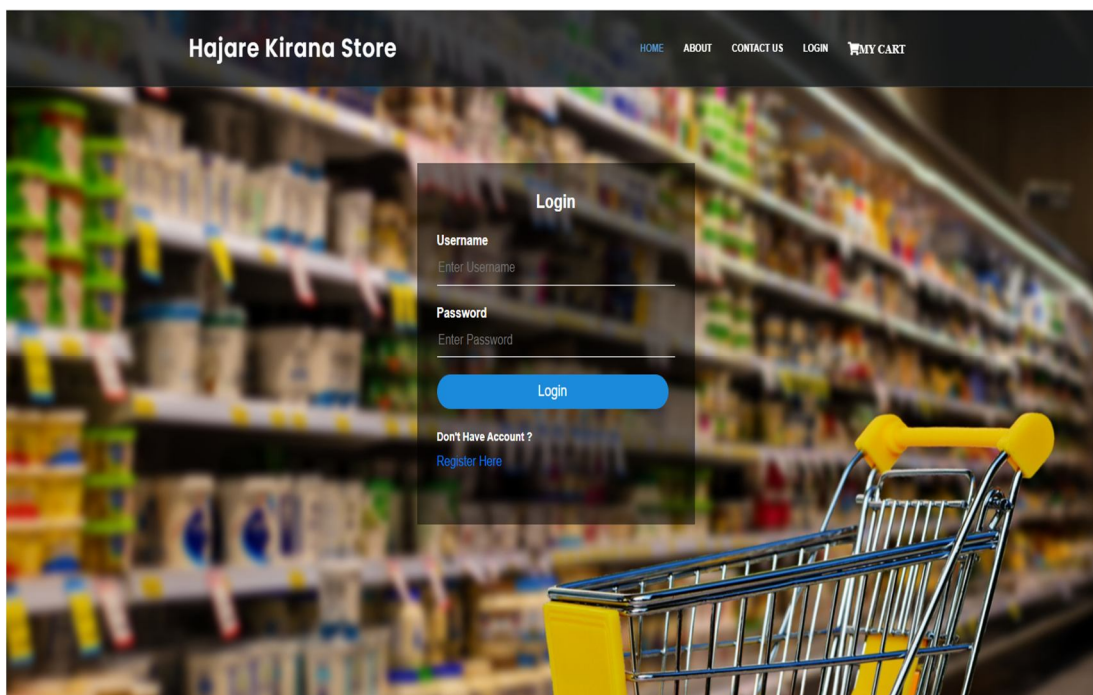 Hajare Kirana Store
HOME ABOUT CONTACT US LOGIN MY CART
Login
Username
Enter Username
Password
Enter Password
Login
Don't Have Account ?
Register Here